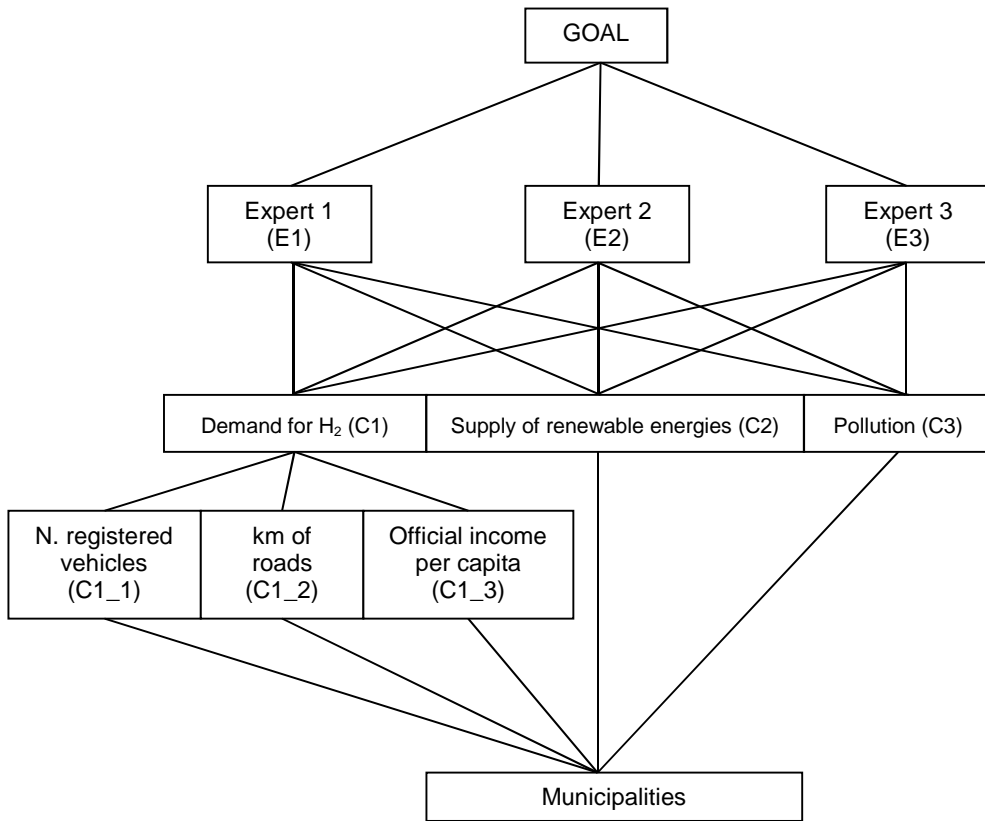 GOAL
Expert 1
(E1)
Expert 2
(E2)
Expert 3
(E3)
Demand for H₂ (C1)
Supply of renewable energies (C2)
Pollution (C3)
N. registered
vehicles
(C1_1)
km of
roads
(C1_2)
Official income
per capita
(C1_3)
Municipalities